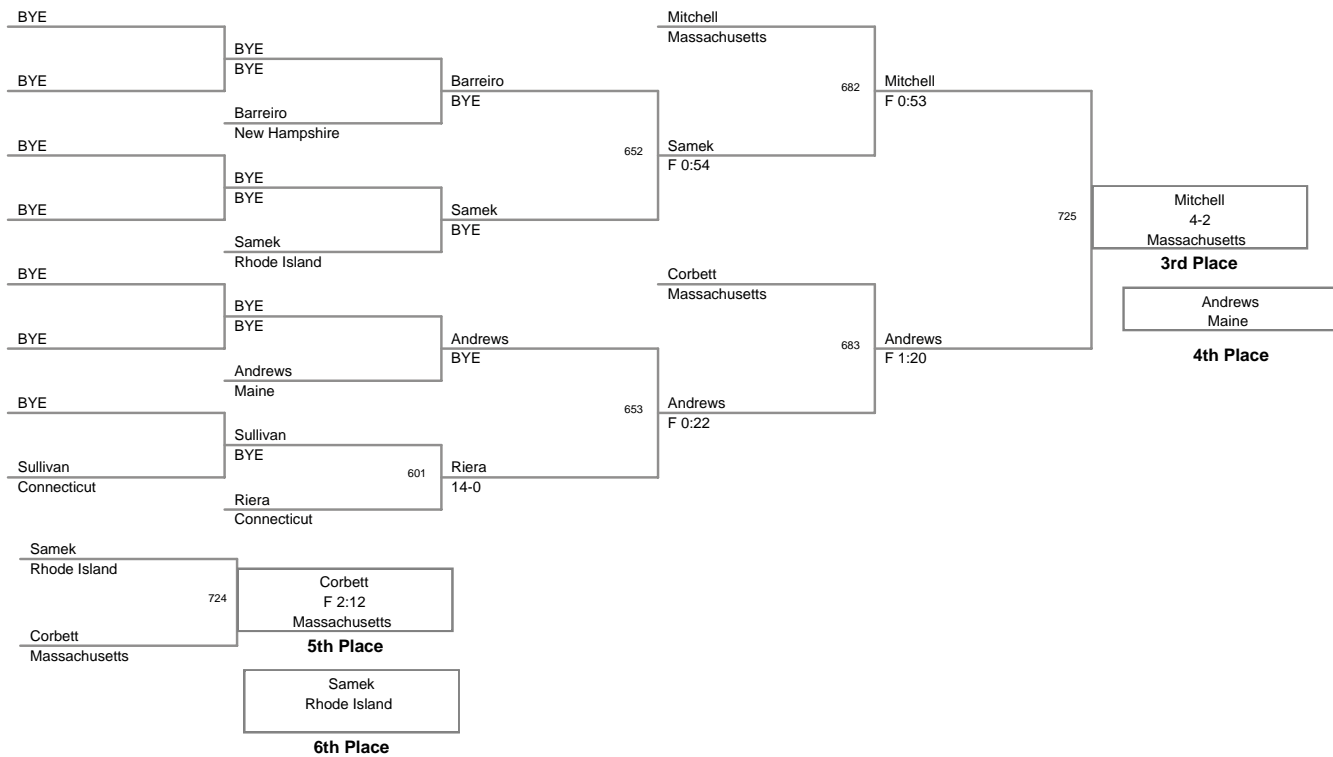 BYE
Mitchell
Massachusetts
BYE
BYE
BYE
Barreiro
BYE
682
Mitchell
F 0:53
Barreiro
New Hampshire
BYE
652
Samek
F 0:54
BYE
BYE
BYE
Samek
BYE
725
Mitchell
4-2
Massachusetts
3rd Place
Samek
Rhode Island
BYE
Corbett
Massachusetts
BYE
BYE
Andrews
Maine
4th Place
BYE
Andrews
BYE
683
Andrews
F 1:20
Andrews
Maine
BYE
653
Andrews
F 0:22
Sullivan
BYE
Sullivan
Connecticut
601
Riera
14-0
Riera
Connecticut
Samek
Rhode Island
724
Corbett
F 2:12
Massachusetts
5th Place
Corbett
Massachusetts
Samek
Rhode Island
6th Place